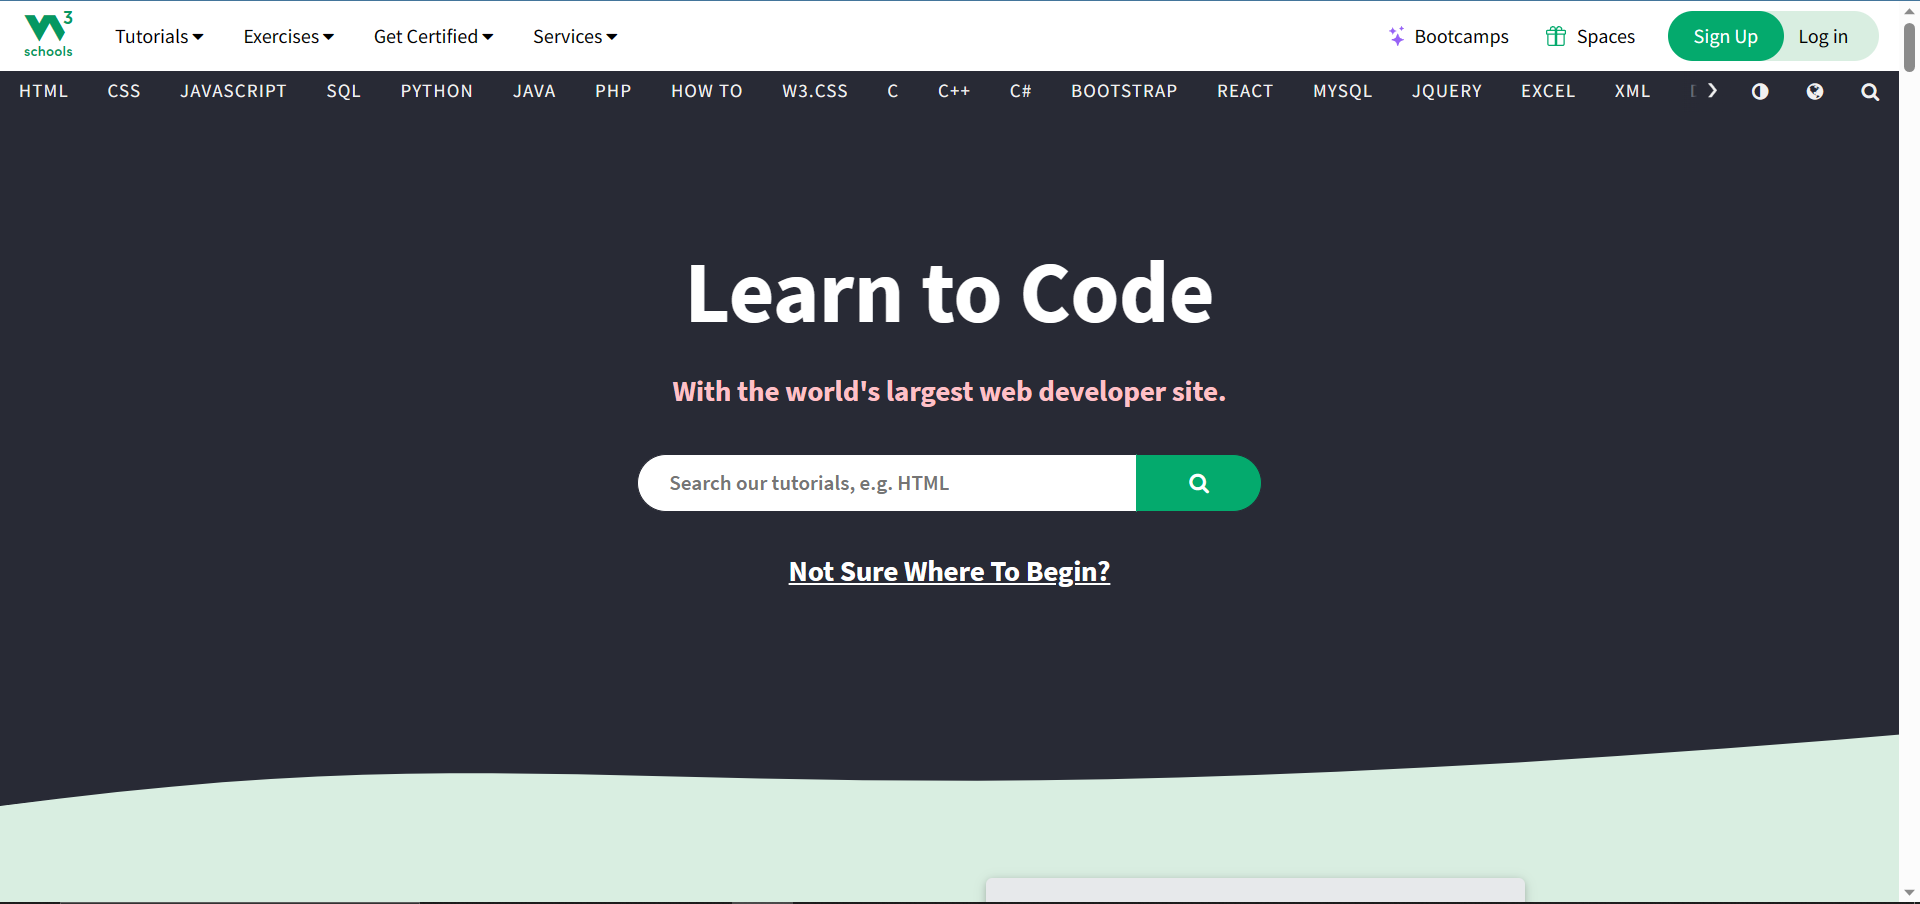 W3 schools
Tutorials Exercises Get Certified Services Bootcamps Spaces Sign Up Log in
HTML CSS JAVASCRIPT SQL PYTHON JAVA PHP HOW TO W3.CSS C C++ C# BOOTSTRAP REACT MYSQL JQUERY EXCEL XML
Learn to Code
With the world's largest web developer site.
Search our tutorials, e.g. HTML
Not Sure Where To Begin?